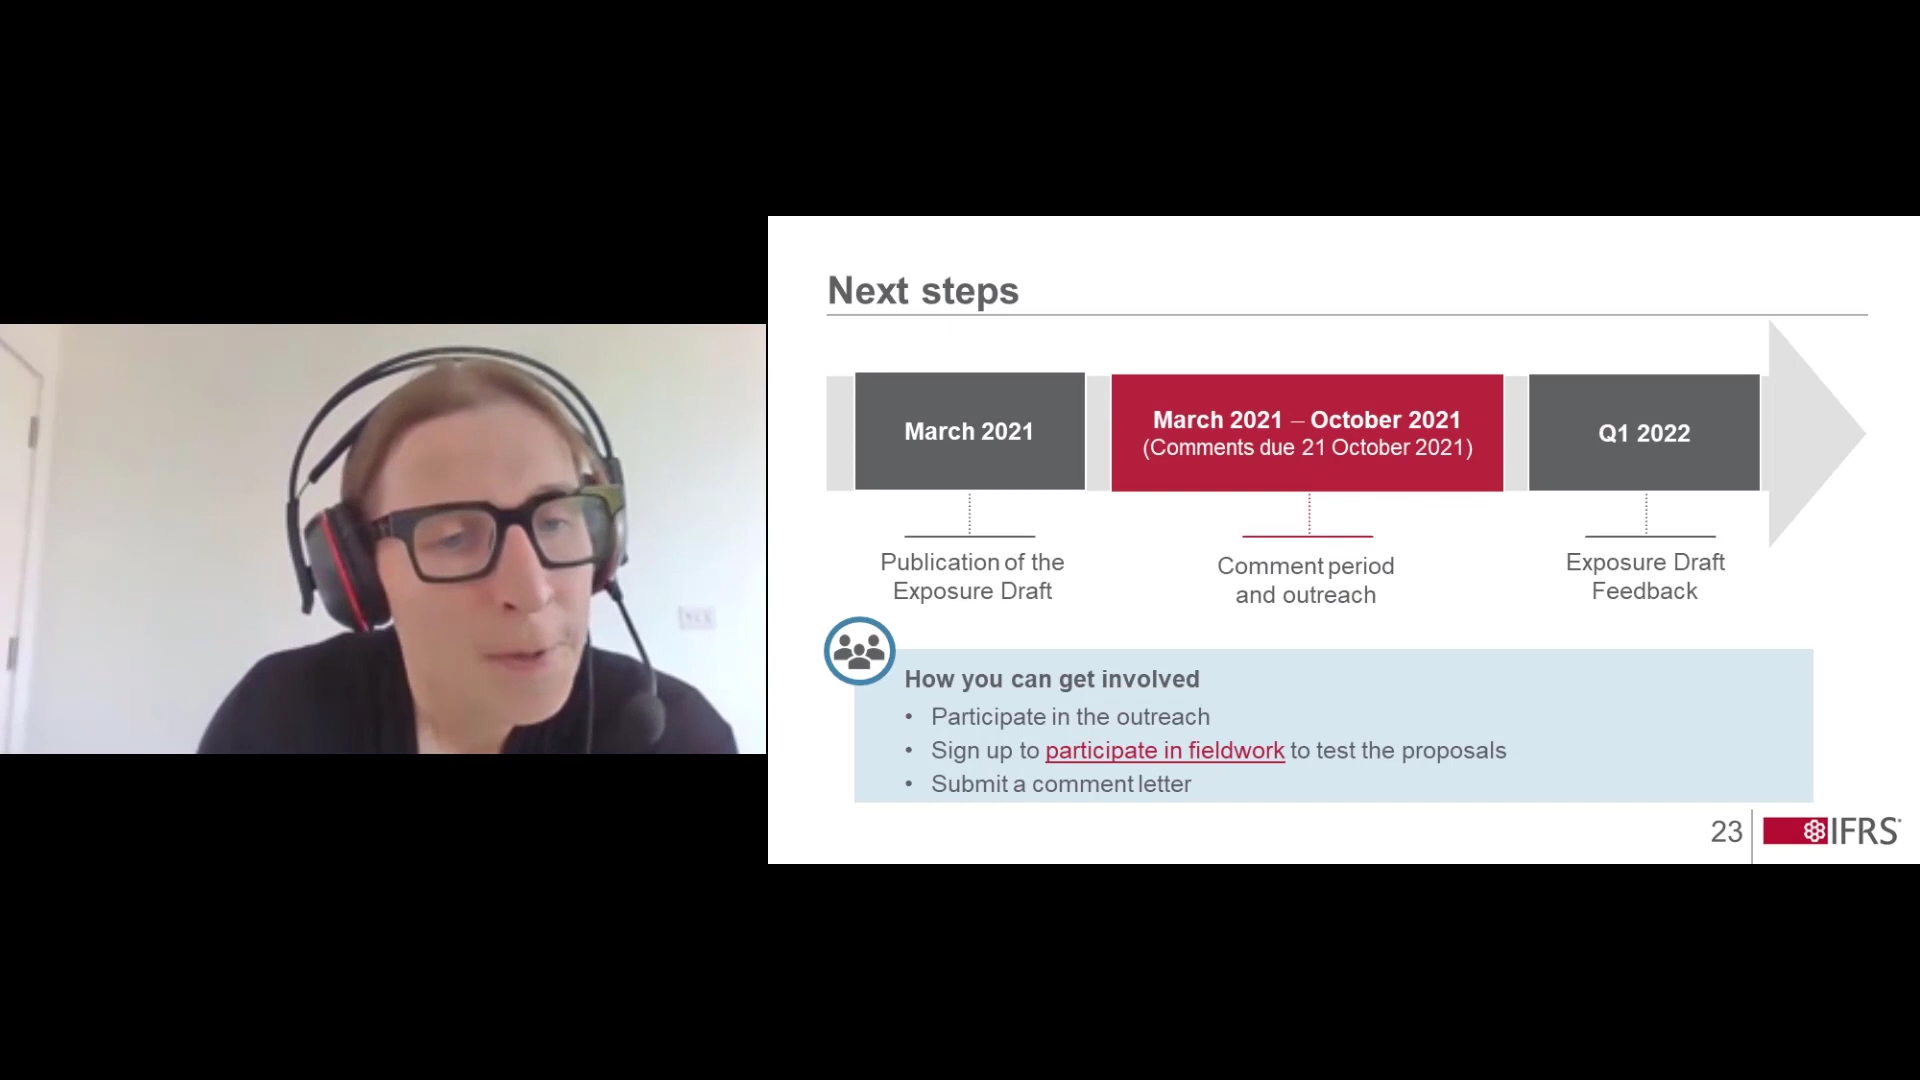 Next steps
March 2021
March 2021 – October 2021
(Comments due 21 October 2021)
Q1 2022
Publication of the
Exposure Draft
Comment period
and outreach
Exposure Draft
Feedback
How you can get involved
• Participate in the outreach
• Sign up to participate in fieldwork to test the proposals
• Submit a comment letter
23
IFRS®